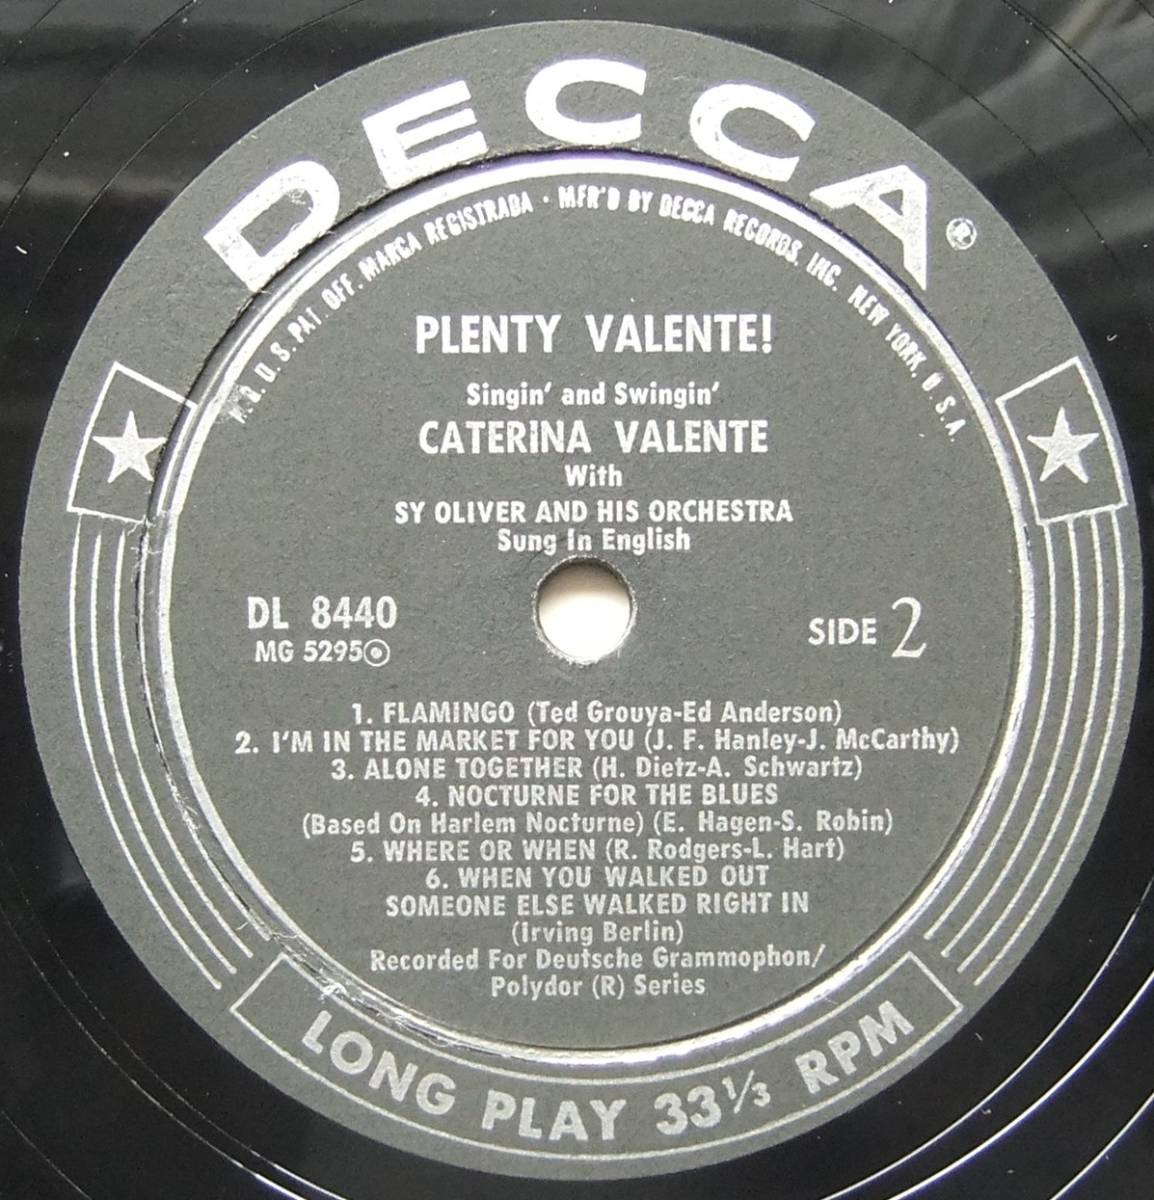 DECCA®
REG. U.S. PAT. OFF. MARCA REGISTRADA · MFR'D BY DECCA RECORDS, INC. NEW YORK, U.S.A.
PLENTY VALENTE!
Singin' and Swingin'
CATERINA VALENTE
With
SY OLIVER AND HIS ORCHESTRA
Sung In English
DL 8440
MG 5295
SIDE 2
1. FLAMINGO (Ted Grouya-Ed Anderson)
2. I'M IN THE MARKET FOR YOU (J. F. Hanley-J. McCarthy)
3. ALONE TOGETHER (H. Dietz-A. Schwartz)
4. NOCTURNE FOR THE BLUES
(Based On Harlem Nocturne) (E. Hagen-S. Robin)
5. WHERE OR WHEN (R. Rodgers-L. Hart)
6. WHEN YOU WALKED OUT
SOMEONE ELSE WALKED RIGHT IN
(Irving Berlin)
Recorded For Deutsche Grammophon/
Polydor (R) Series
LONG PLAY 33⅓ RPM